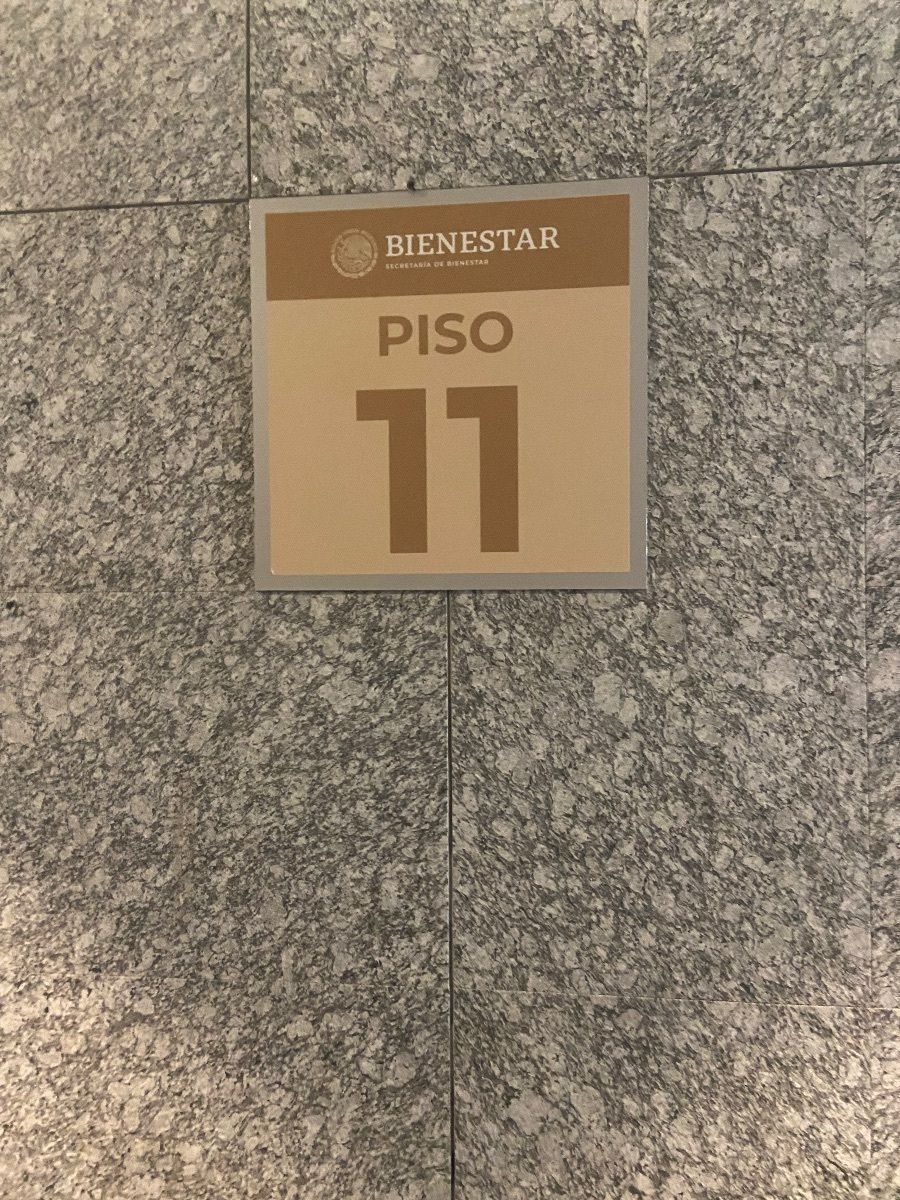 BIENESTAR
SECRETARÍA DE BIENESTAR
PISO
11